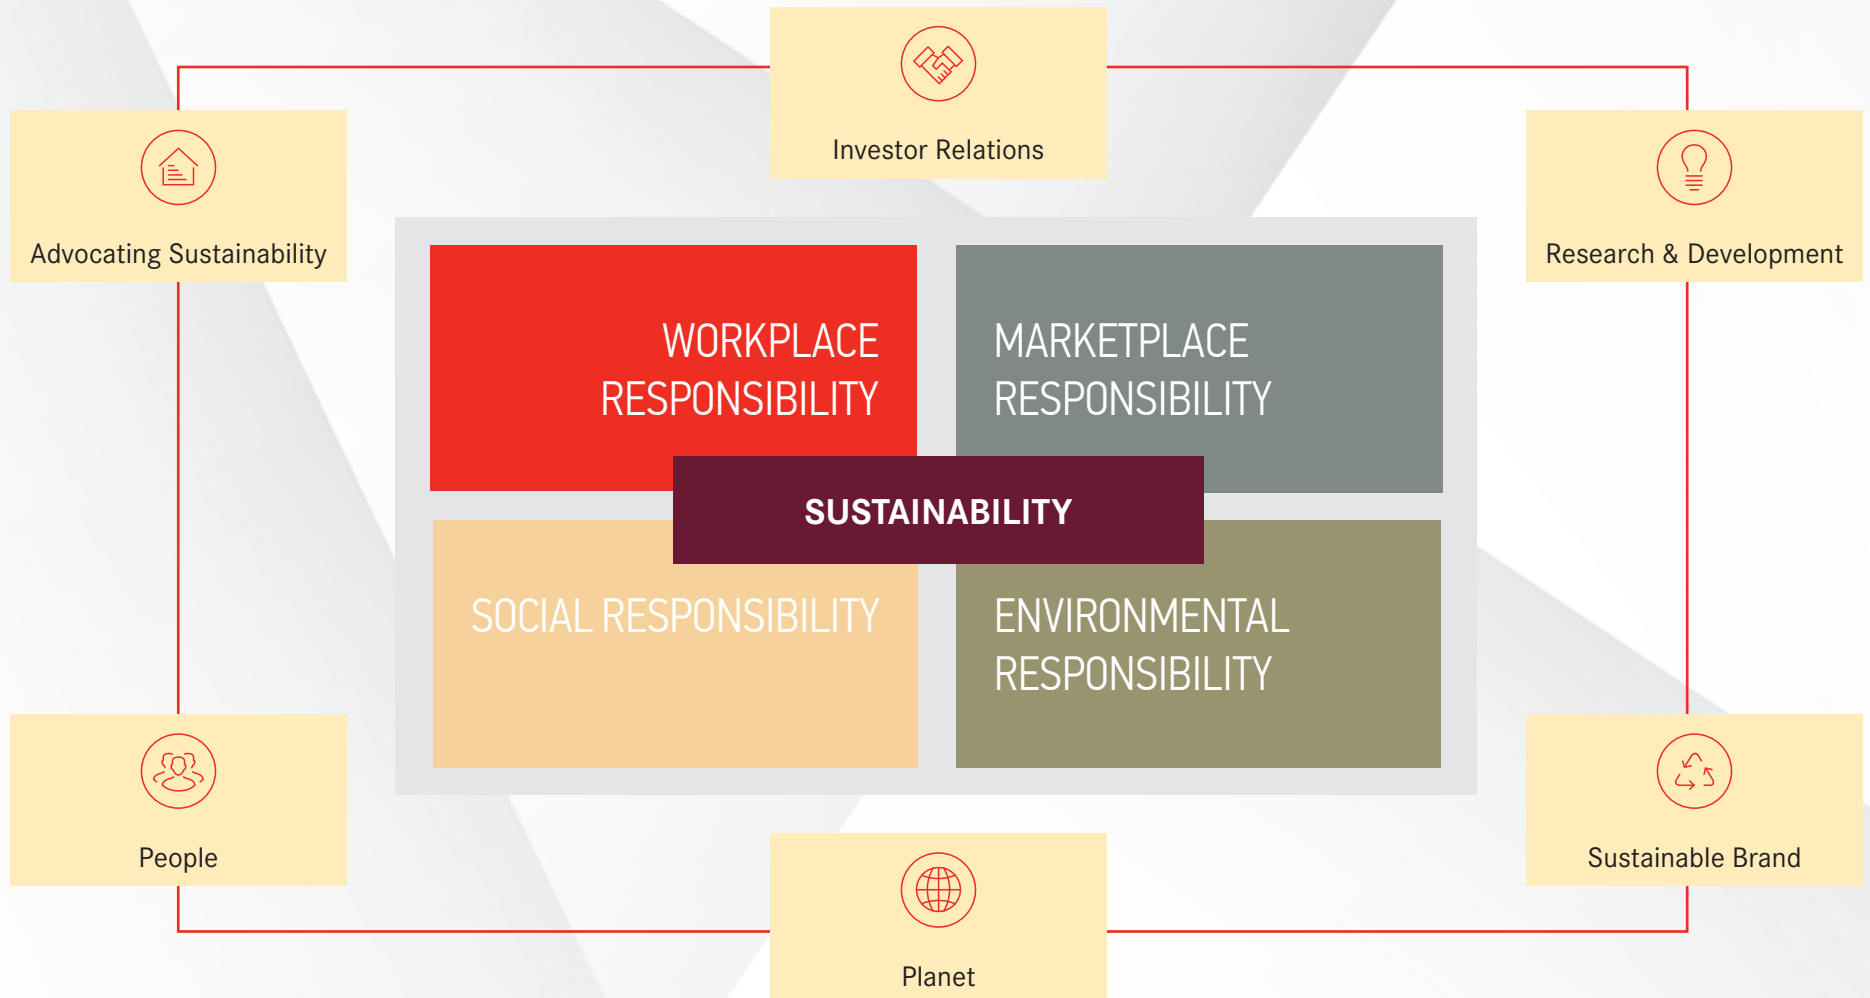 Investor Relations
Advocating Sustainability
Research & Development
WORKPLACE
RESPONSIBILITY
MARKETPLACE
RESPONSIBILITY
SUSTAINABILITY
SOCIAL RESPONSIBILITY
ENVIRONMENTAL
RESPONSIBILITY
People
Sustainable Brand
Planet